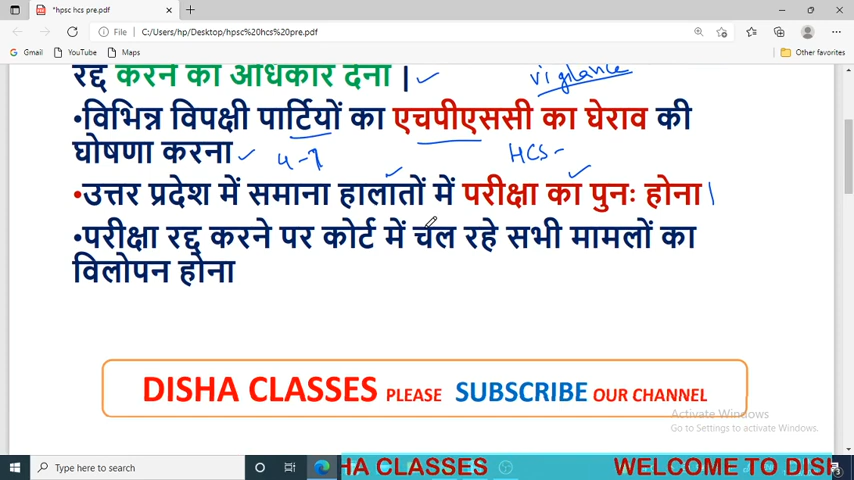 *hpsc hcs pre.pdf
File | C:/Users/hp/Desktop/hpsc%20hcs%20pre.pdf
Gmail YouTube Maps Other favorites
रद्द करने का अधिकार देना |
vigilance
•विभिन्न विपक्षी पार्टियों का एचपीएससी का घेराव की
घोषणा करना
HCS-
•उत्तर प्रदेश में समाना हालातों में परीक्षा का पुनः होना
•परीक्षा रद्द करने पर कोर्ट में चल रहे सभी मामलों का
विलोपन होना
DISHA CLASSES PLEASE SUBSCRIBE OUR CHANNEL
Activate Windows
Go to Settings to activate Windows.
Type here to search
HA CLASSES WELCOME TO DISH